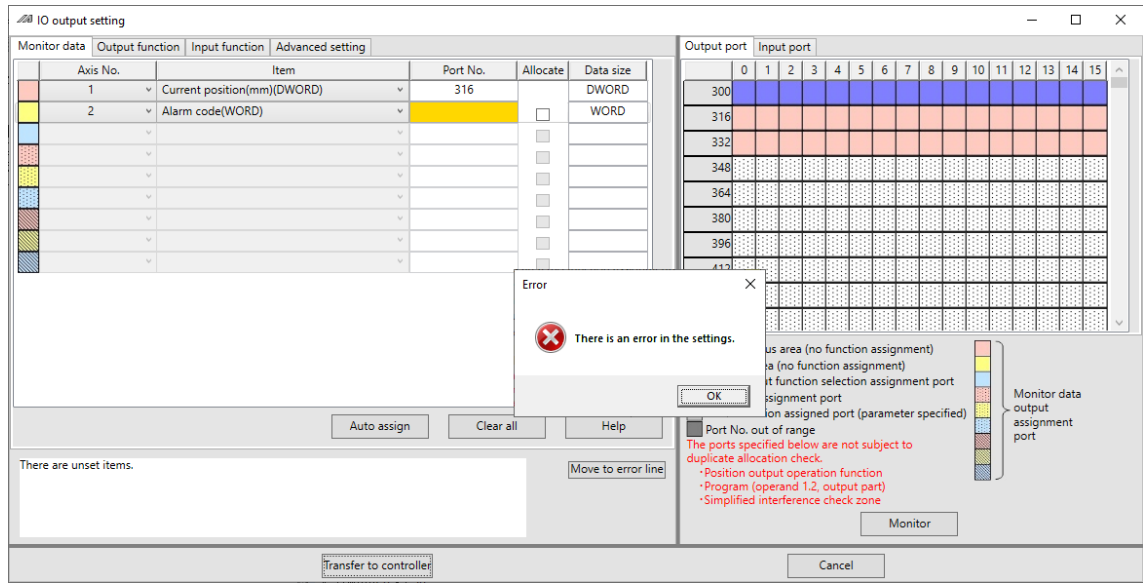 IO output setting
Monitor data Output function Input function Advanced setting
Axis No. Item Port No. Allocate Data size
1 Current position(mm)(DWORD) 316 DWORD
2 Alarm code(WORD) WORD
Output port Input port
0 1 2 3 4 5 6 7 8 9 10 11 12 13 14 15
300
316
332
348
364
380
396
412
Error
There is an error in the settings.
OK
Auto assign Clear all Help
There are unset items.
Move to error line
area (no function assignment)
(no function assignment)
function selection assignment port
assignment port
assigned port (parameter specified)
Port No. out of range
Monitor data
output
assignment
port
The ports specified below are not subject to
duplicate allocation check.
・Position output operation function
・Program (operand 1.2, output part)
・Simplified interference check zone
Monitor
Transfer to controller Cancel